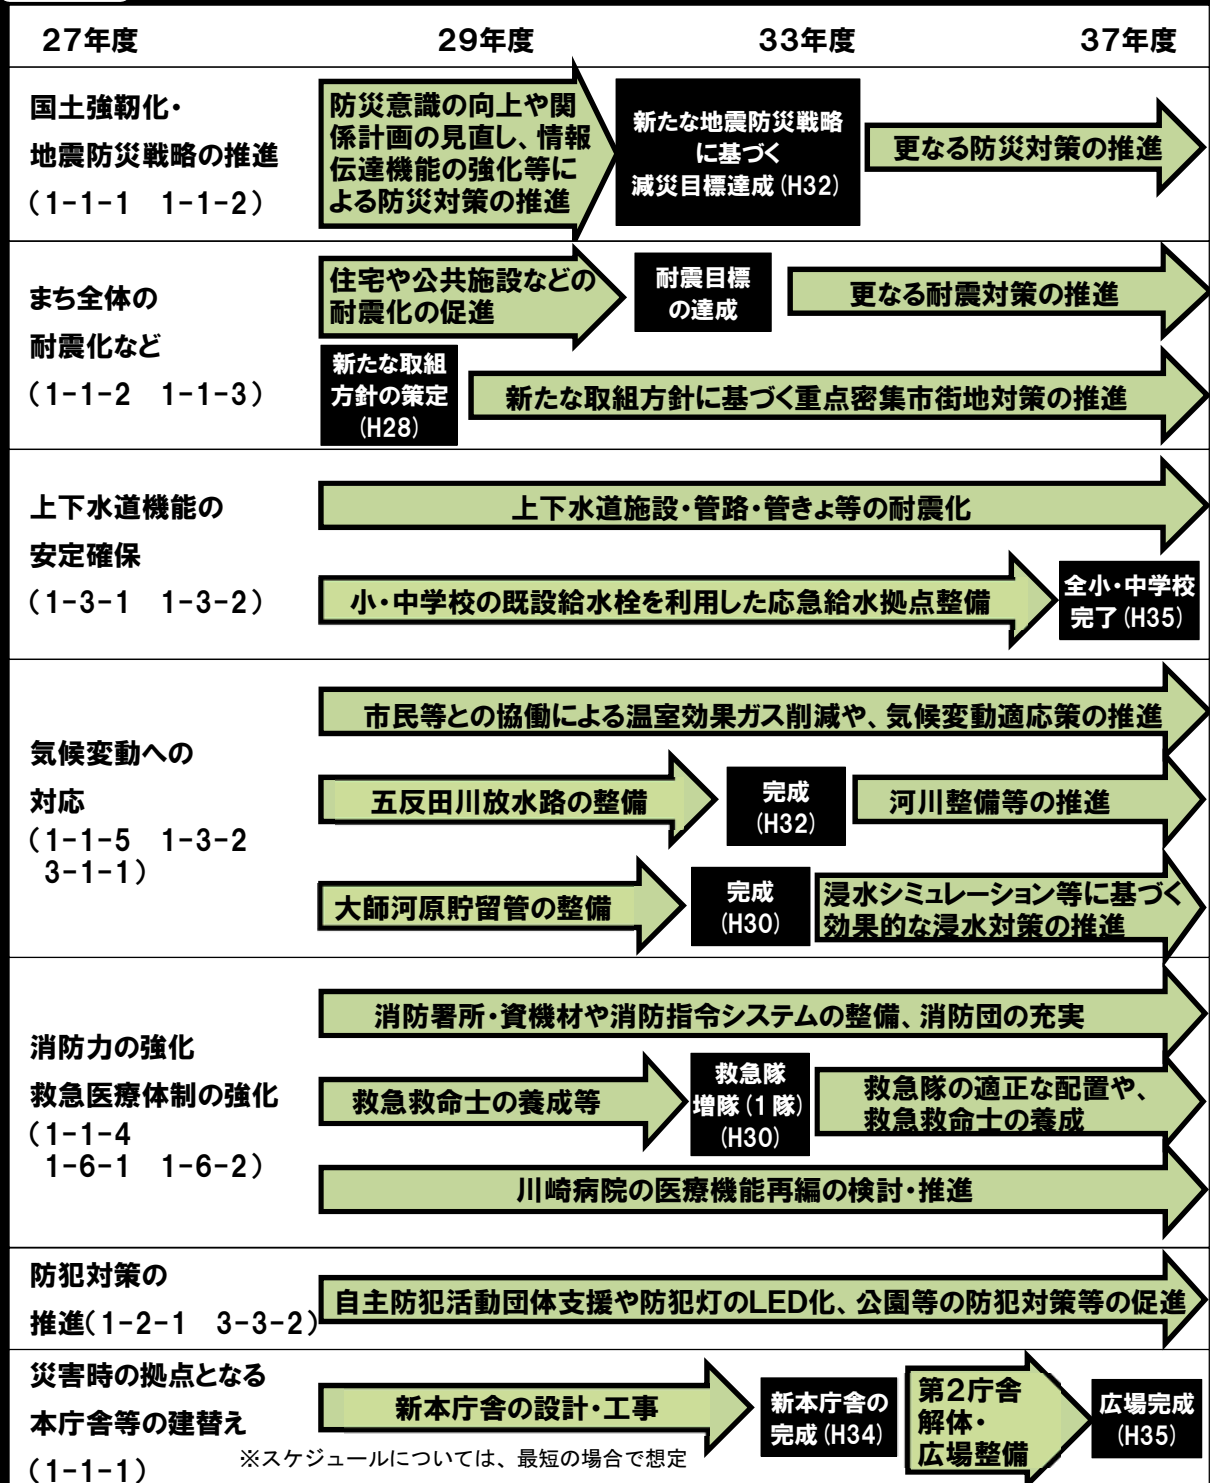 27年度 29年度 33年度 37年度
国土強靭化・
地震防災戦略の推進
(1-1-1 1-1-2)
防災意識の向上や関
係計画の見直し、情報
伝達機能の強化等に
よる防災対策の推進
新たな地震防災戦略
に基づく
減災目標達成(H32)
更なる防災対策の推進
まち全体の
耐震化など
(1-1-2 1-1-3)
住宅や公共施設などの
耐震化の促進
耐震目標
の達成
更なる耐震対策の推進
新たな取組
方針の策定
(H28)
新たな取組方針に基づく重点密集市街地対策の推進
上下水道機能の
安定確保
(1-3-1 1-3-2)
上下水道施設・管路・管きょ等の耐震化
小・中学校の既設給水栓を利用した応急給水拠点整備
全小・中学校
完了(H35)
気候変動への
対応
(1-1-5 1-3-2
3-1-1)
市民等との協働による温室効果ガス削減や、気候変動適応策の推進
五反田川放水路の整備
完成
(H32)
河川整備等の推進
大師河原貯留管の整備
完成
(H30)
浸水シミュレーション等に基づく
効果的な浸水対策の推進
消防力の強化
救急医療体制の強化
(1-1-4
1-6-1 1-6-2)
消防署所・資機材や消防指令システムの整備、消防団の充実
救急救命士の養成等
救急隊
増隊(1隊)
(H30)
救急隊の適正な配置や、
救急救命士の養成
川崎病院の医療機能再編の検討・推進
防犯対策の
推進(1-2-1 3-3-2)
自主防犯活動団体支援や防犯灯のLED化、公園等の防犯対策等の促進
災害時の拠点となる
本庁舎等の建替え
(1-1-1)
新本庁舎の設計・工事
新本庁舎の
完成(H34)
第2庁舎
解体・
広場整備
広場完成
(H35)
※スケジュールについては、最短の場合で想定